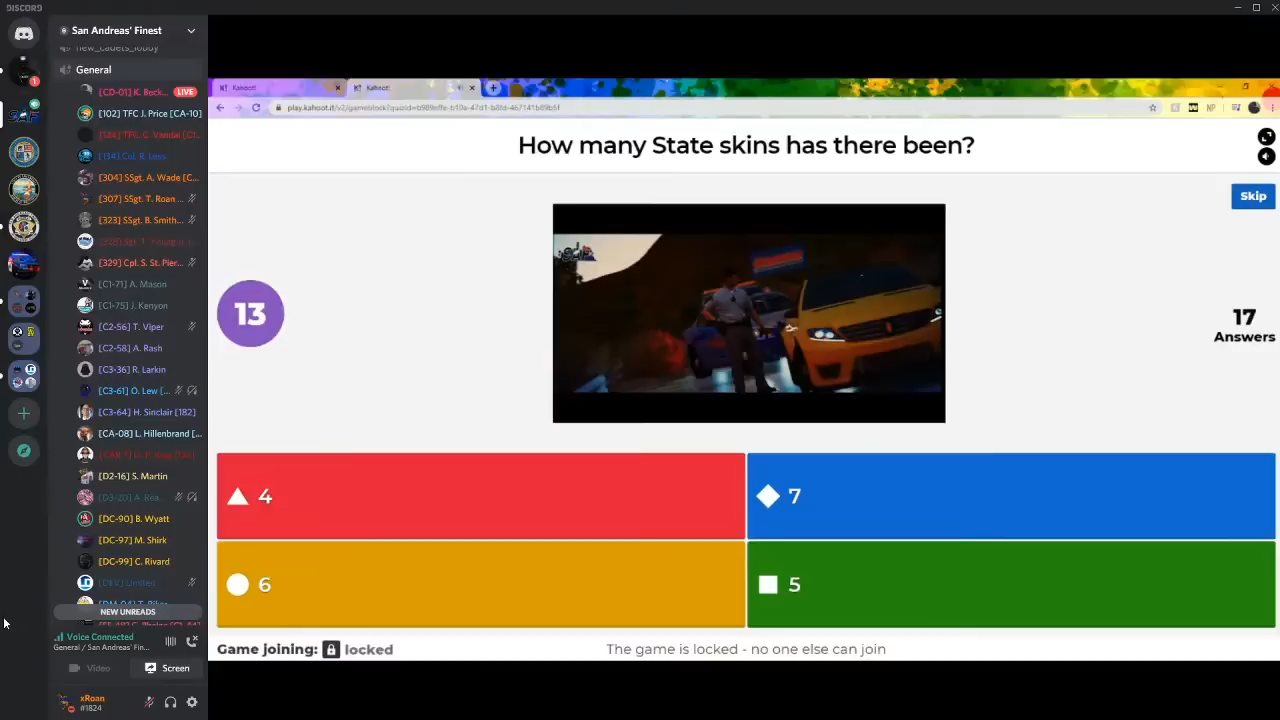 DISCORD
San Andreas' Finest
new_cadets_lobby
General
[CD-01] K. Beck... LIVE
[102] TFC J. Price [CA-10]
[304] SSgt. A. Wade [C...
[307] SSgt. T. Roan ...
[323] SSgt. B. Smith...
[329] Cpl. S. St. Pier...
[C1-71] A. Mason
[C1-75] J. Kenyon
[C2-56] T. Viper
[C2-58] A. Rash
[C3-36] R. Larkin
[C3-61] O. Lew [...
[C3-64] H. Sinclair [182]
[CA-08] L. Hillenbrand [...
[D2-16] S. Martin
[D3-20] A. Rea...
[DC-90] B. Wyatt
[DC-97] M. Shirk
[DC-99] C. Rivard
NEW UNREADS
Voice Connected
General / San Andreas' Fin...
Video
Screen
xRoan
#1824
Kahoot!
Kahoot!
How many State skins has there been?
Skip
13
17
Answers
4
7
6
5
Game joining: locked
The game is locked - no one else can join